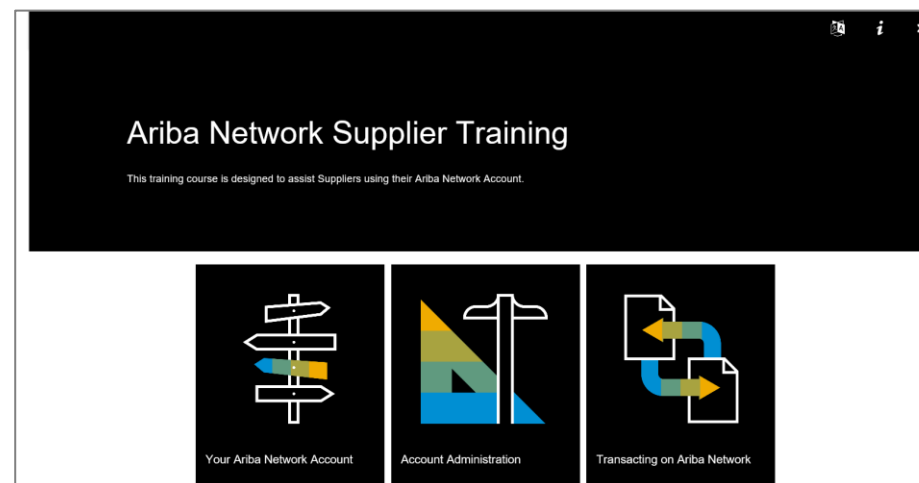 Ariba Network Supplier Training
This training course is designed to assist Suppliers using their Ariba Network Account.
Your Ariba Network Account
Account Administration
Transacting on Ariba Network